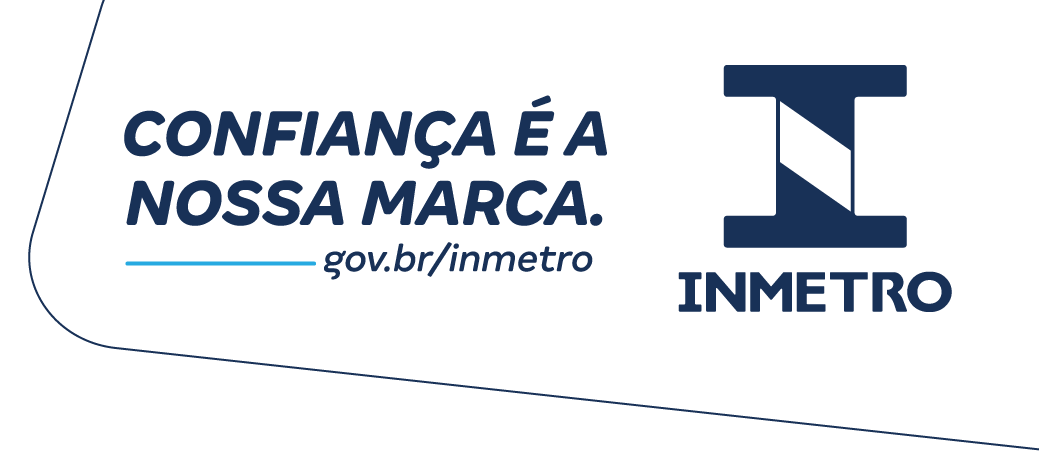 CONFIANÇA É A
NOSSA MARCA.
gov.br/inmetro
INMETRO